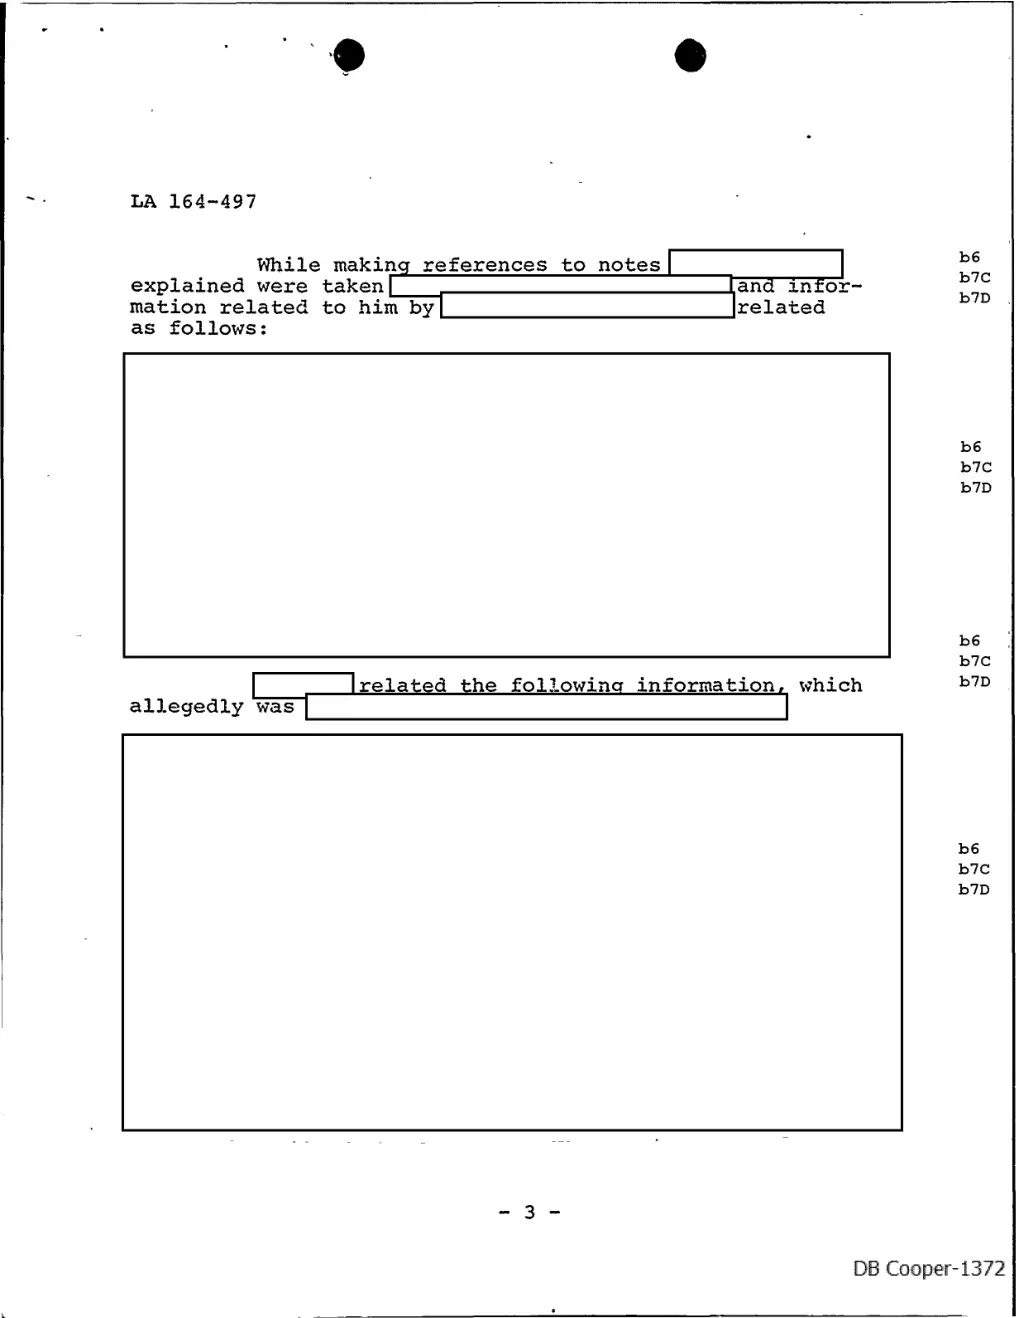 LA 164-497
While making references to notes
b6
explained were taken and infor-
b7C
mation related to him by related
b7D
as follows:
b6
b7C
b7D
b6
b7C
related the following information, which
b7D
allegedly was
b6
b7C
b7D
- 3 -
DB Cooper-1372